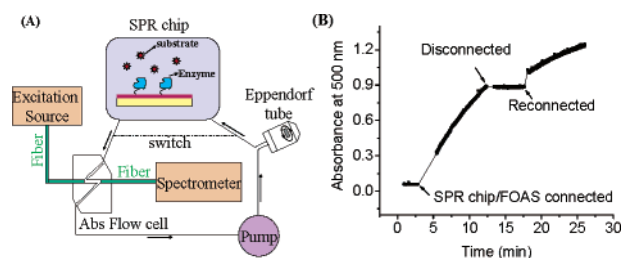 (A)
SPR chip
substrate
Enzyme
Excitation
Source
Eppendorf
tube
switch
Fiber
Fiber
Spectrometer
Abs Flow cell
Pump
(B)
Absorbance at 500 nm
1.2
0.9
0.6
0.3
0.0
Disconnected
Reconnected
SPR chip/FOAS connected
0 5 10 15 20 25 30
Time (min)